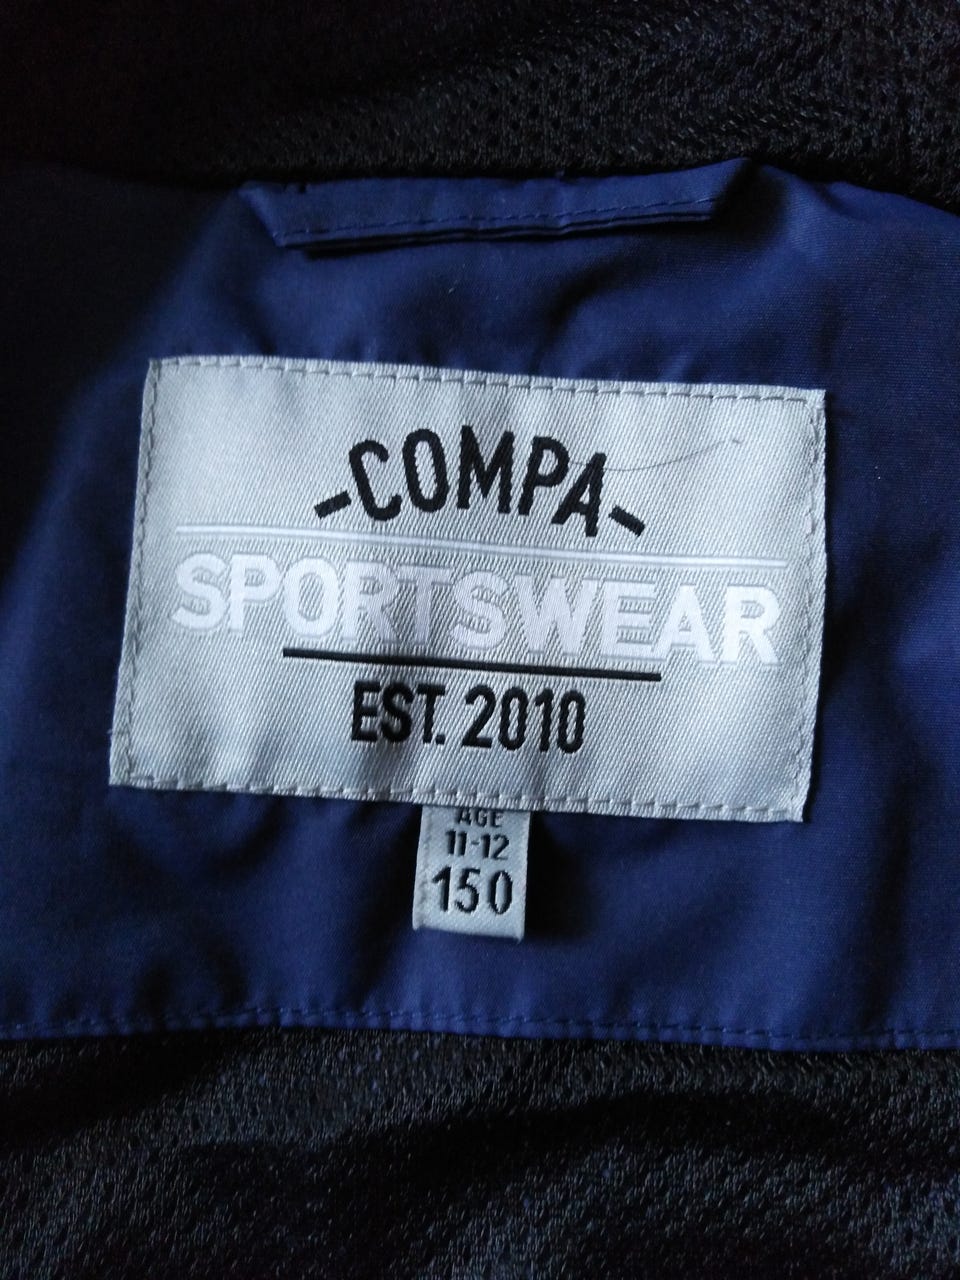 -COMPA-
SPORTSWEAR
EST. 2010
AGE
11-12
150